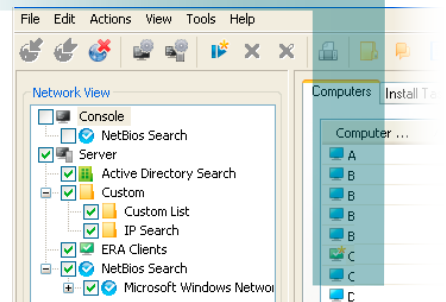 File Edit Actions View Tools Help
Network View
Console
NetBios Search
Server
Active Directory Search
Custom
Custom List
IP Search
ERA Clients
NetBios Search
Microsoft Windows Networ
Computers Install Ta
Computer ...
A
B
B
B
B
C
C